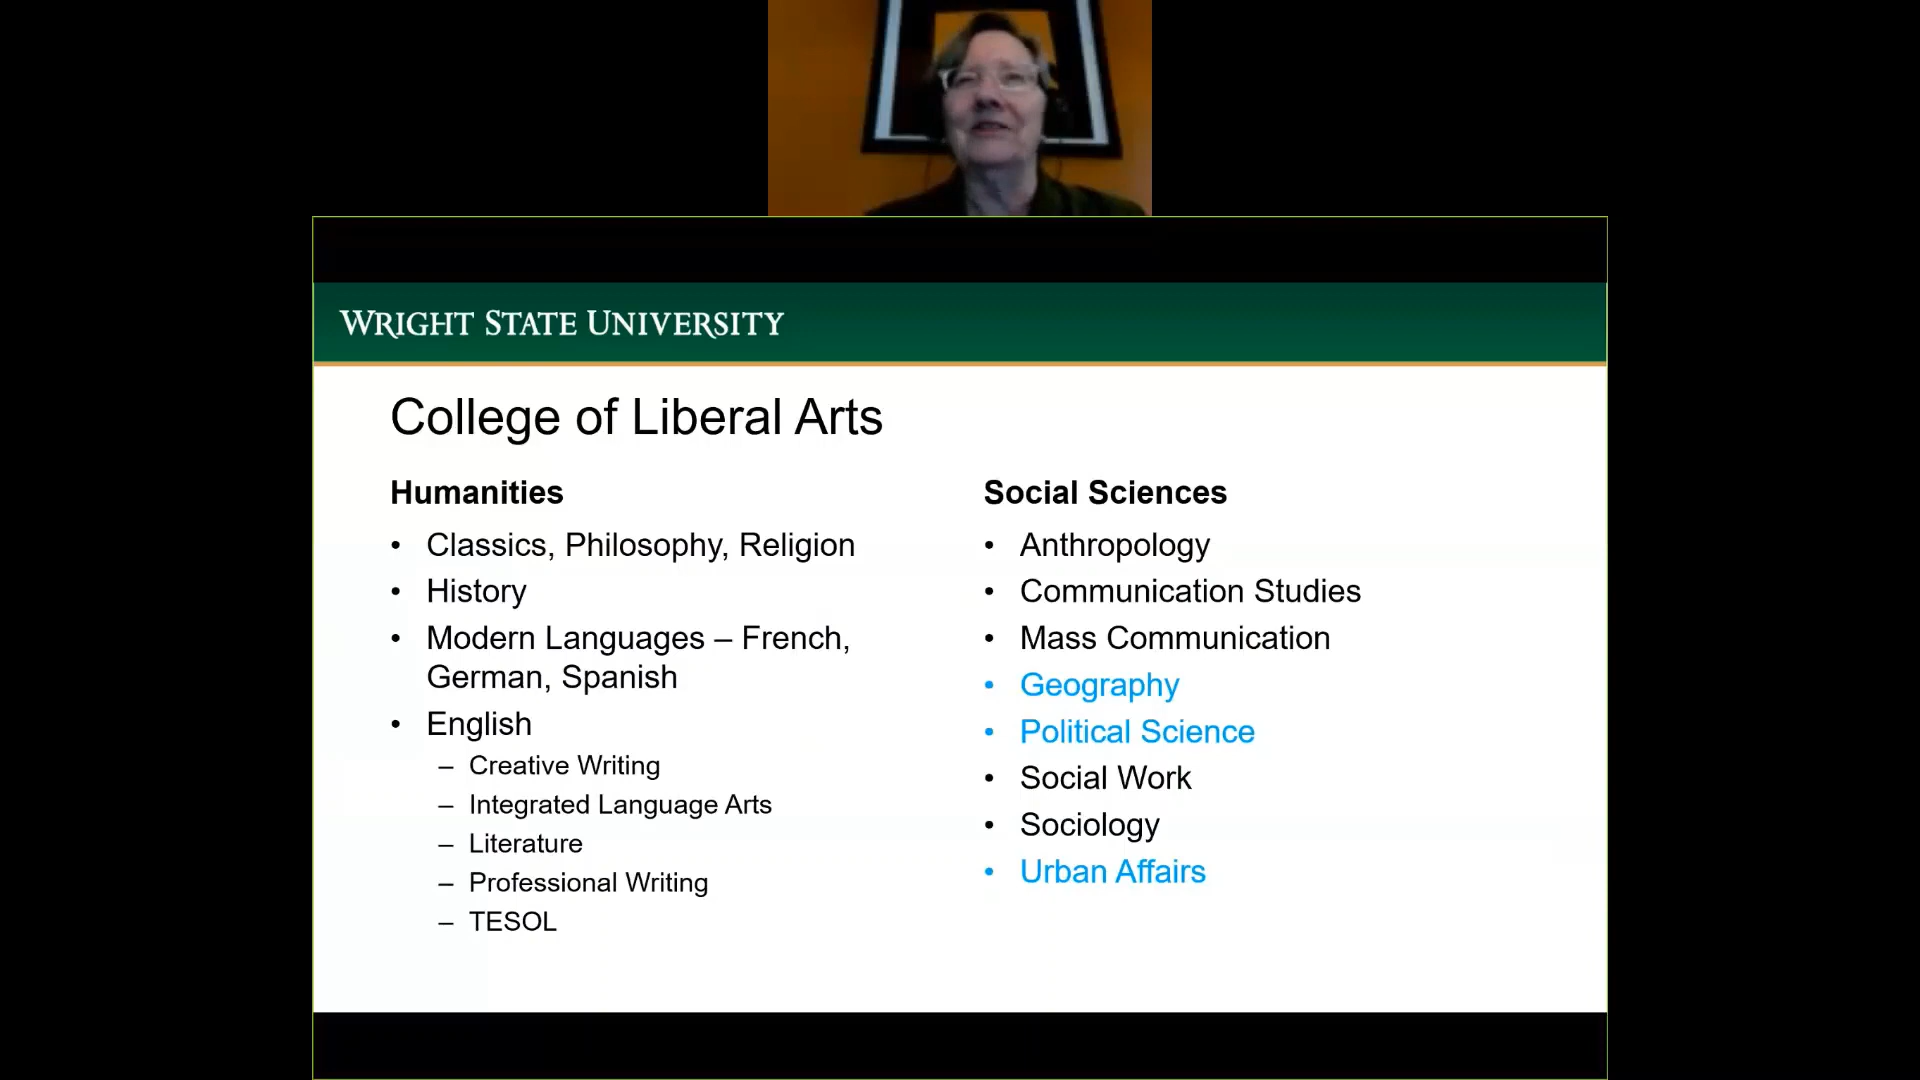 WRIGHT STATE UNIVERSITY
College of Liberal Arts
Humanities
• Classics, Philosophy, Religion
• History
• Modern Languages – French,
German, Spanish
• English
– Creative Writing
– Integrated Language Arts
– Literature
– Professional Writing
– TESOL
Social Sciences
• Anthropology
• Communication Studies
• Mass Communication
• Geography
• Political Science
• Social Work
• Sociology
• Urban Affairs